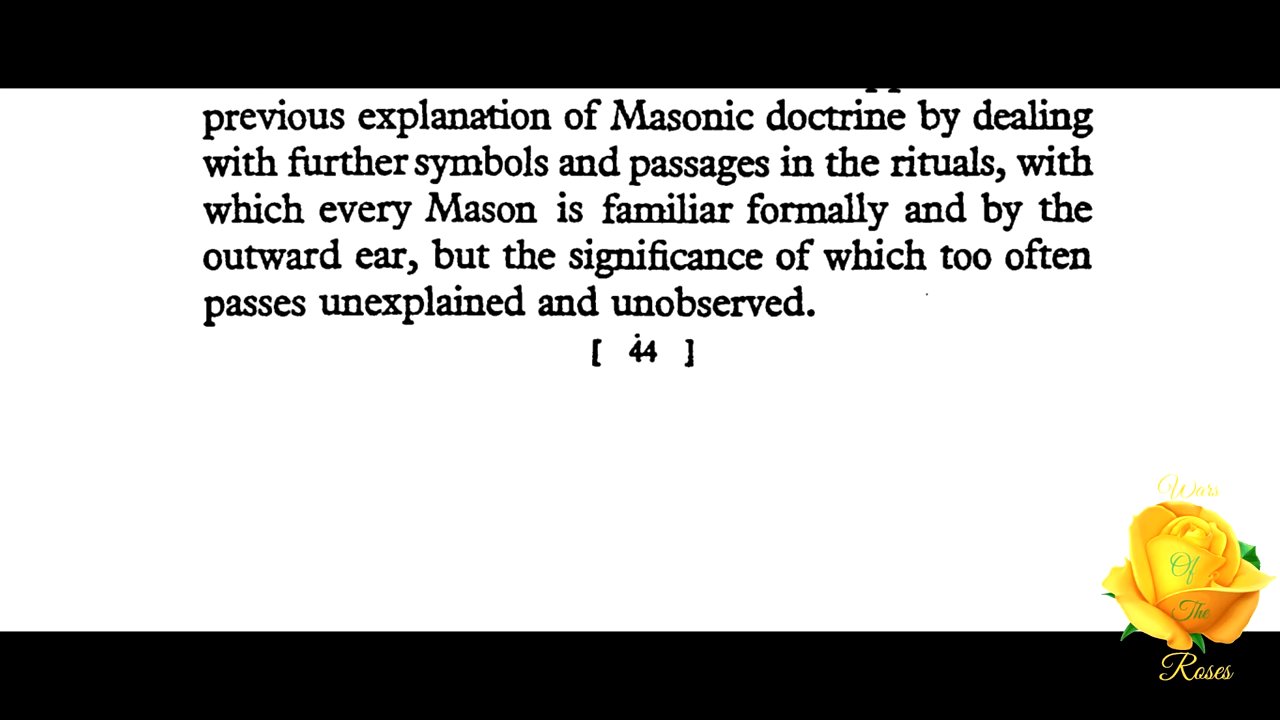 previous explanation of Masonic doctrine by dealing
with further symbols and passages in the rituals, with
which every Mason is familiar formally and by the
outward ear, but the significance of which too often
passes unexplained and unobserved.
[ 44 ]
Wars
Of
The
Roses